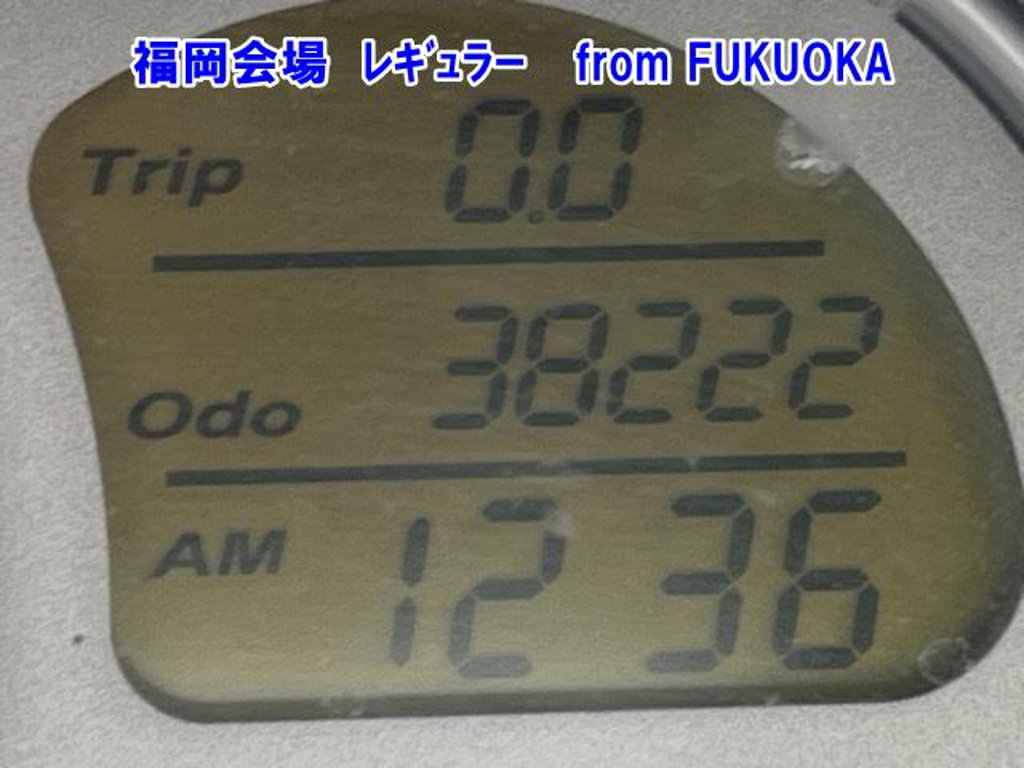 福岡会場　ﾚｷﾞｭﾗｰ　from FUKUOKA
Trip 0.0
Odo 38222
AM 12 36